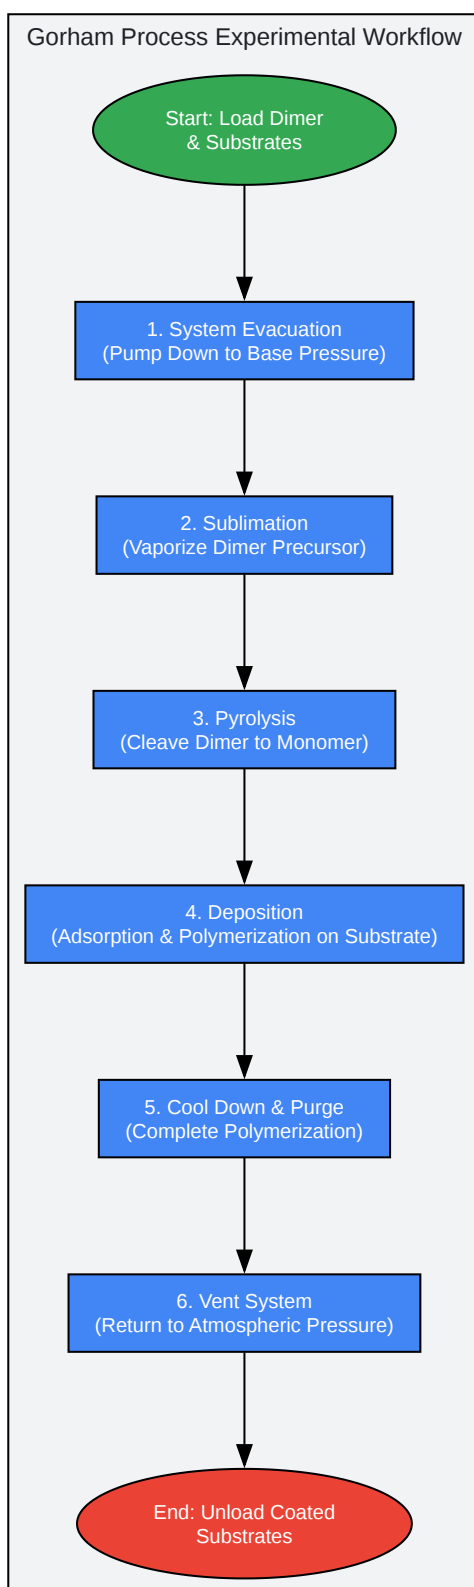 Gorham Process Experimental Workflow
Start: Load Dimer
& Substrates
1. System Evacuation
(Pump Down to Base Pressure)
2. Sublimation
(Vaporize Dimer Precursor)
3. Pyrolysis
(Cleave Dimer to Monomer)
4. Deposition
(Adsorption & Polymerization on Substrate)
5. Cool Down & Purge
(Complete Polymerization)
6. Vent System
(Return to Atmospheric Pressure)
End: Unload Coated
Substrates